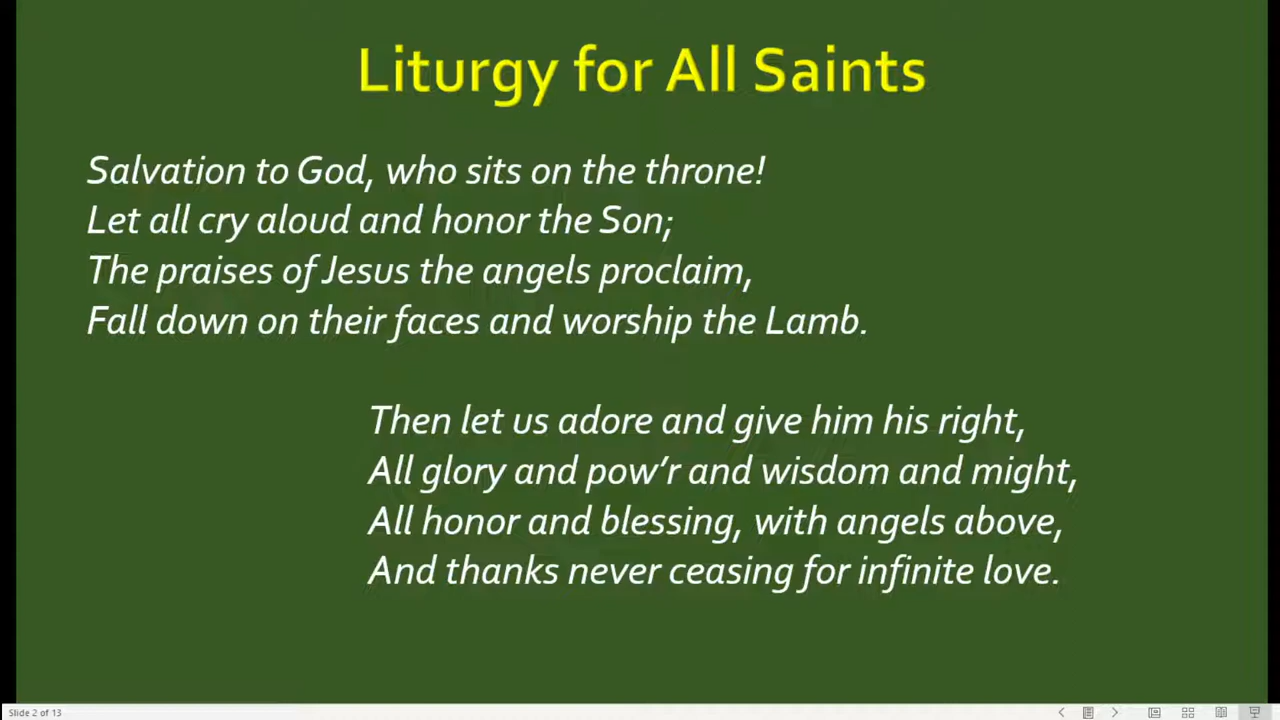 Liturgy for All Saints
Salvation to God, who sits on the throne!
Let all cry aloud and honor the Son;
The praises of Jesus the angels proclaim,
Fall down on their faces and worship the Lamb.
Then let us adore and give him his right,
All glory and pow’r and wisdom and might,
All honor and blessing, with angels above,
And thanks never ceasing for infinite love.
Slide 2 of 13